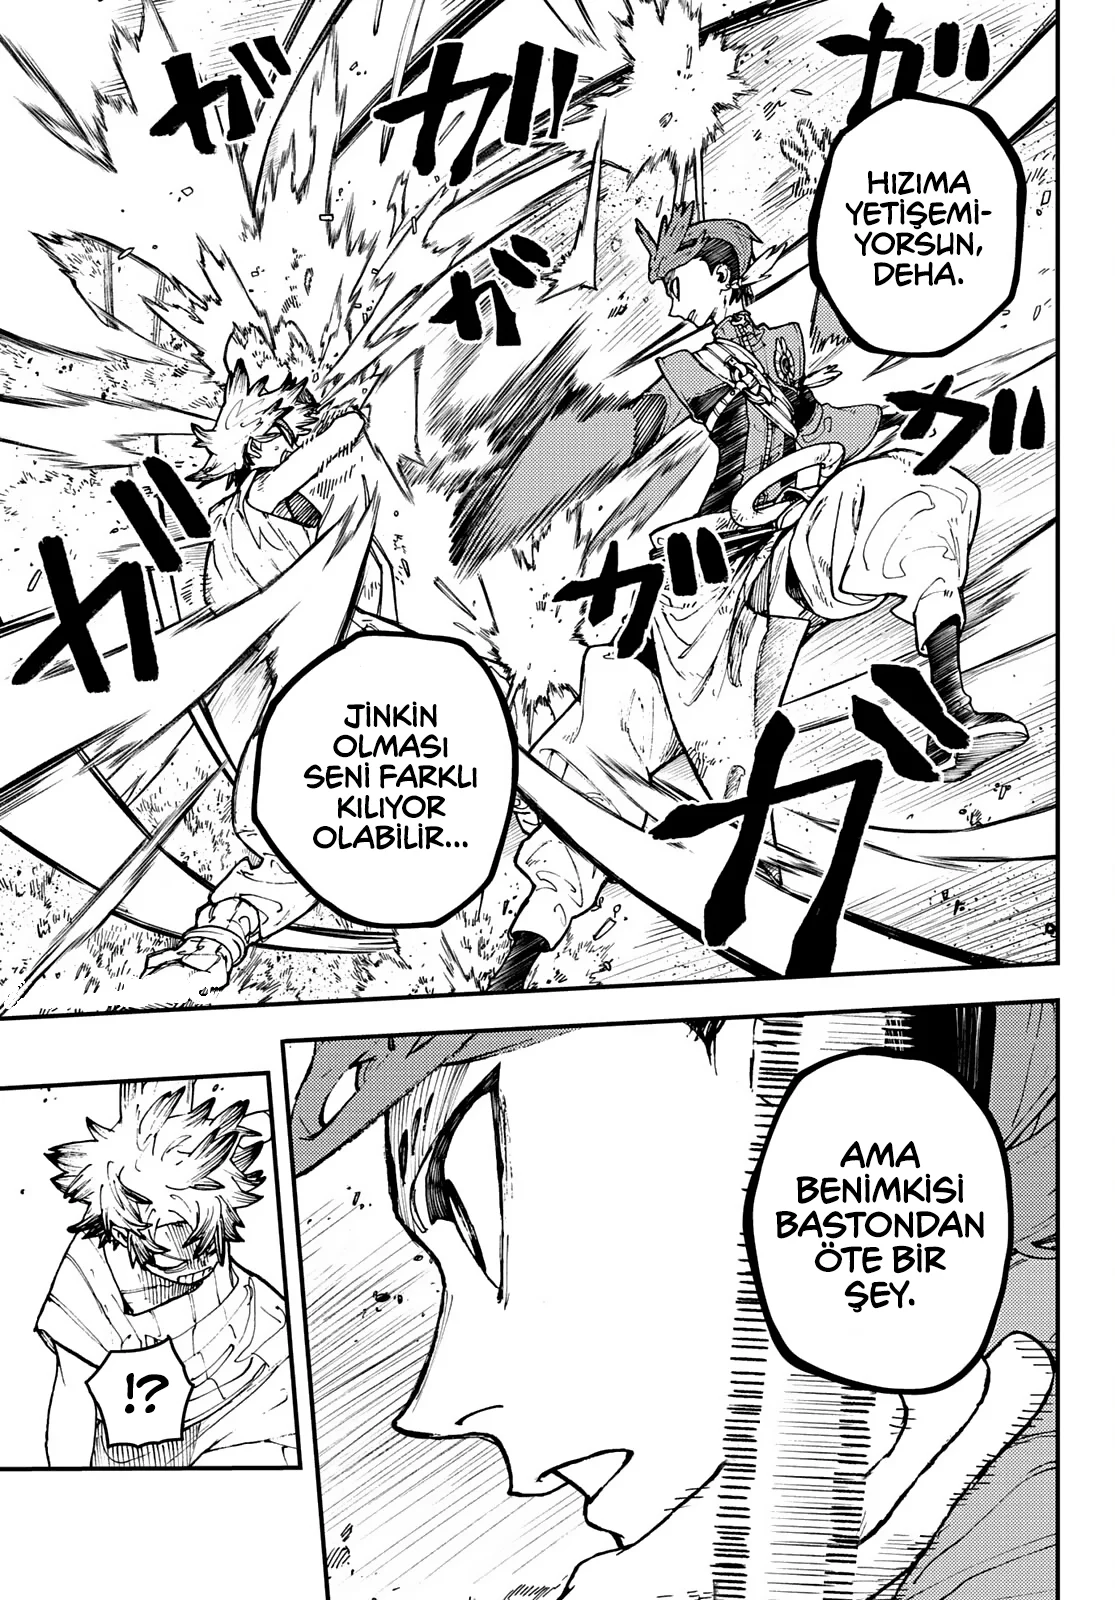 ガガガガガガガ
HIZIMA
YETİŞEMİ-
YORSUN,
DEHA.
JİNKİN
OLMASI
SENİ FARKLI
KILIYOR
OLABİLİR...
AMA
BENİMKİSİ
BASTONDAN
ÖTE BİR
ŞEY.
!?